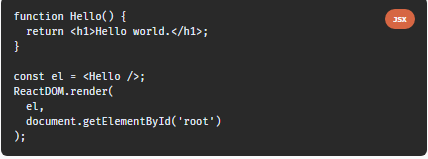 function Hello() {
JSX
  return <h1>Hello world.</h1>;
}
const el = <Hello />;
ReactDOM.render(
  el,
  document.getElementById('root')
);